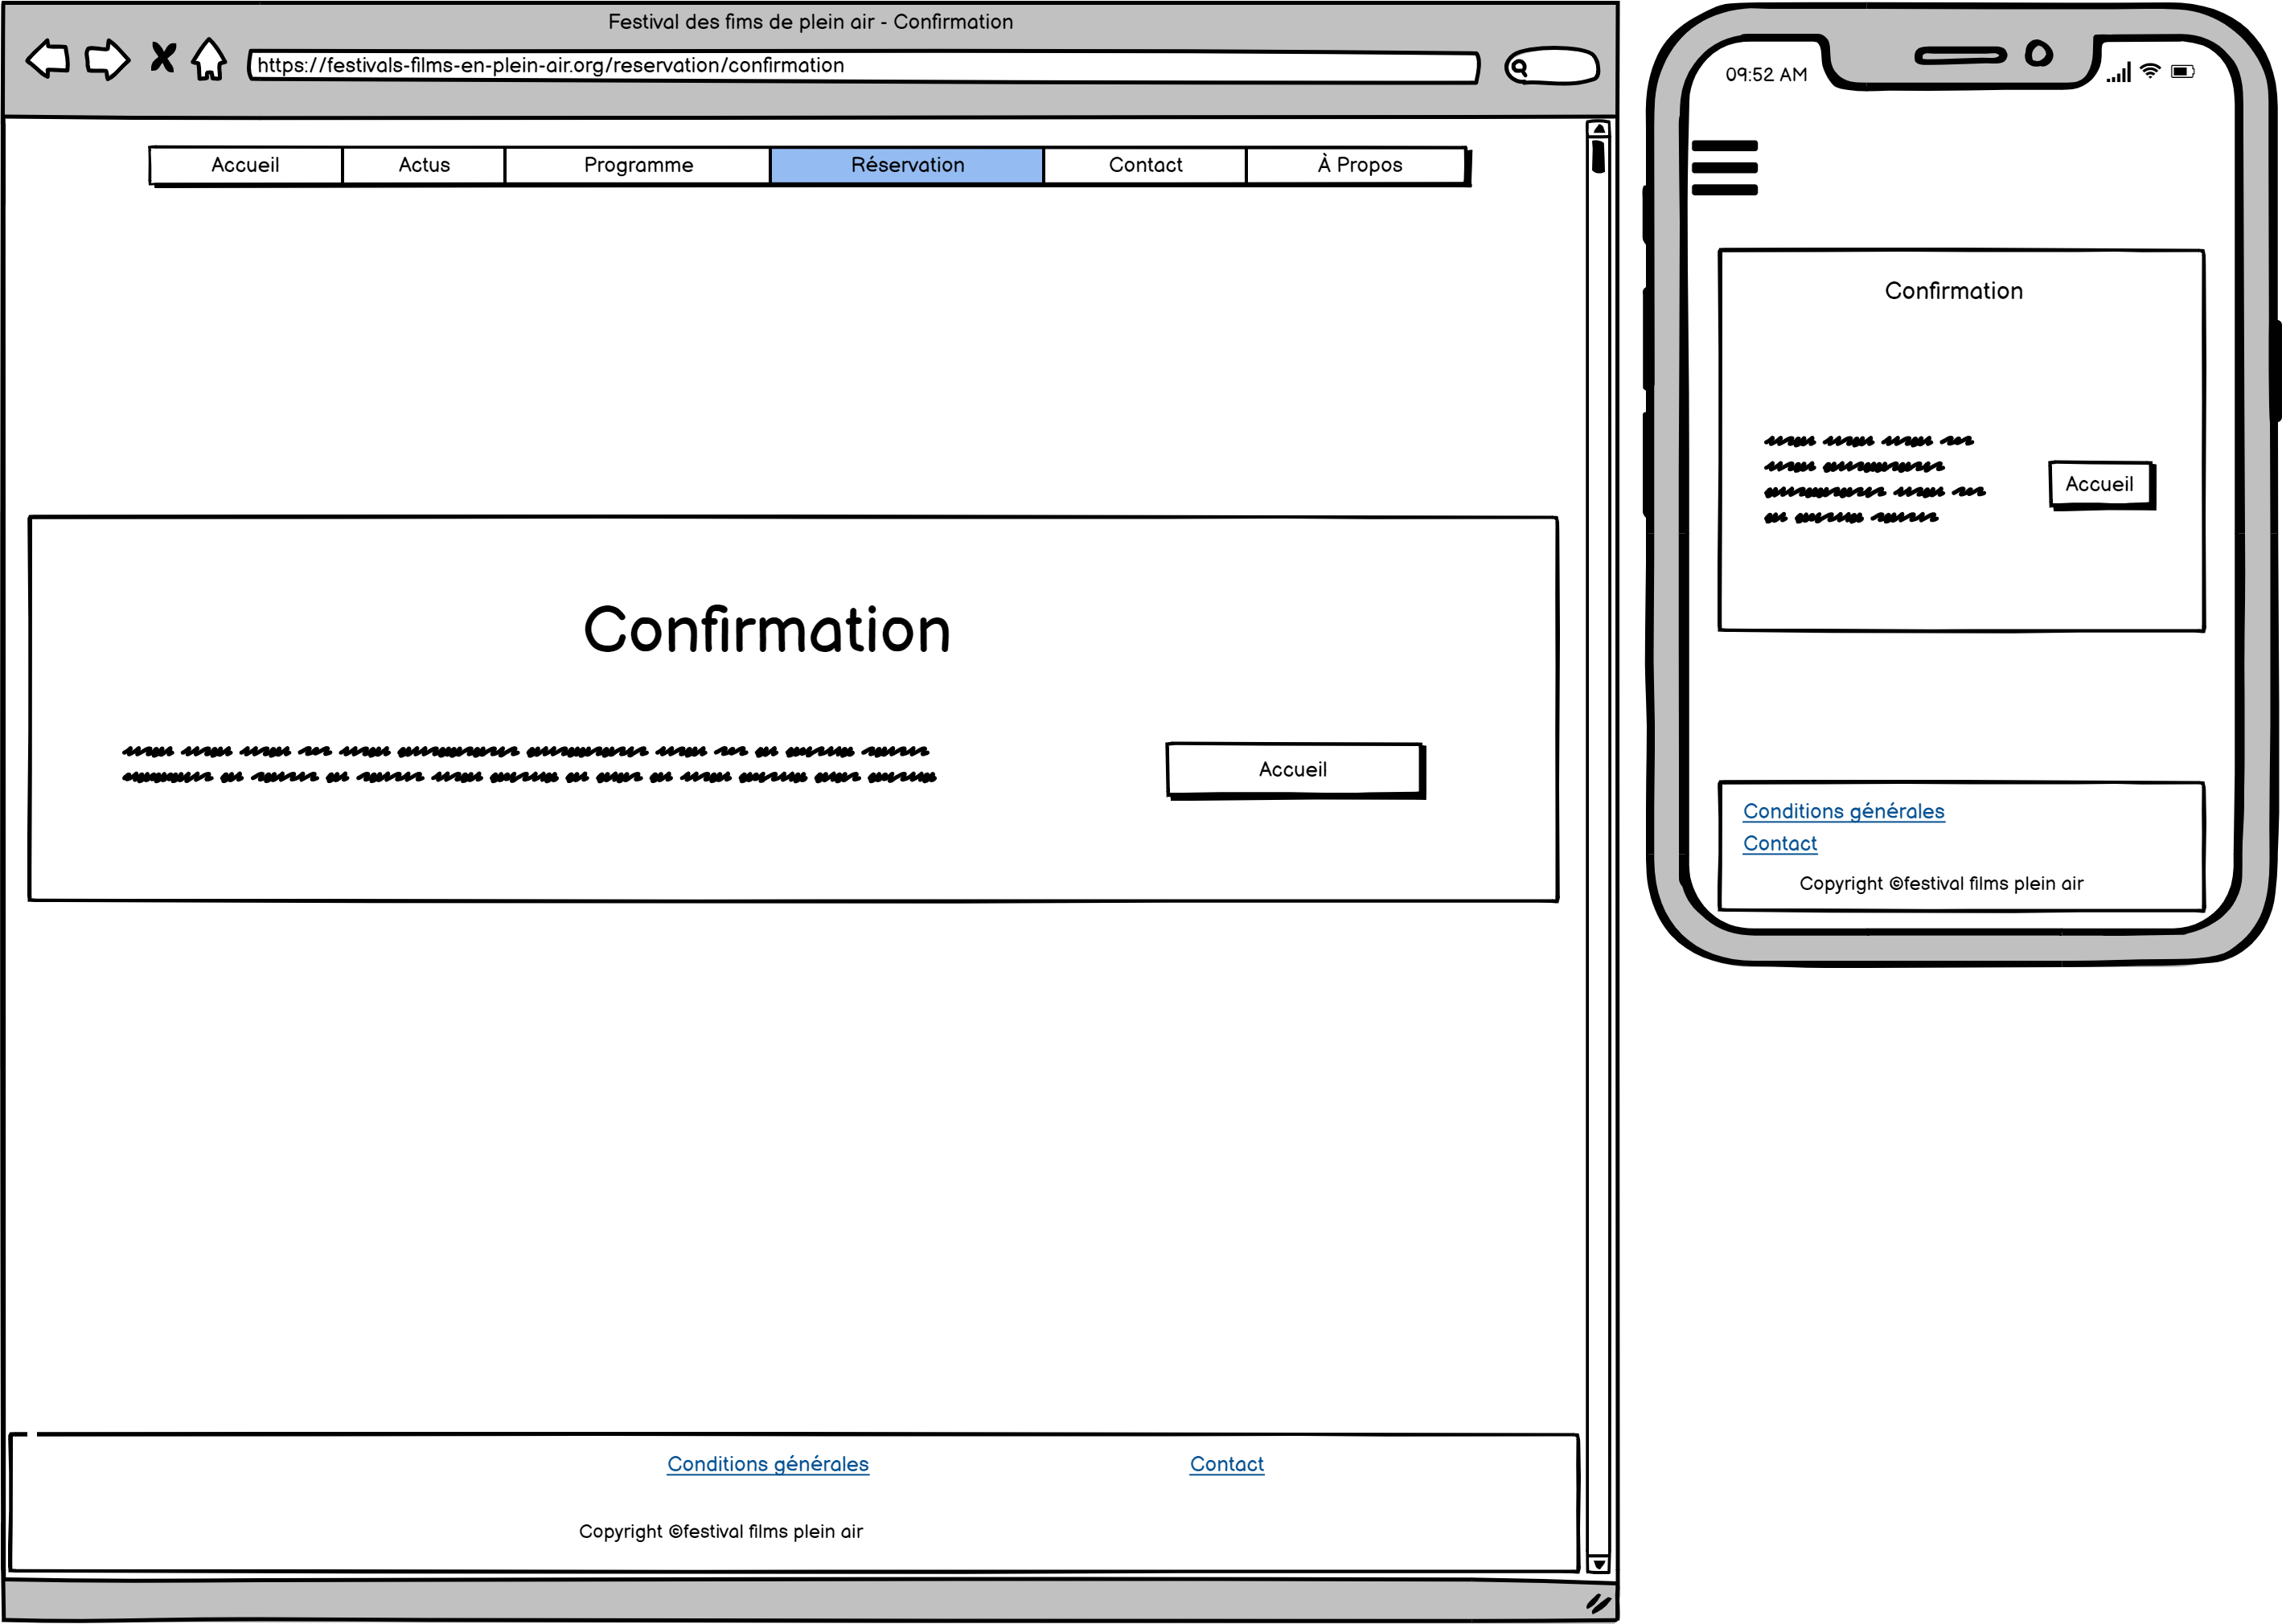 Festival des fims de plein air - Confirmation
https://festivals-films-en-plein-air.org/reservation/confirmation
Accueil Actus Programme Réservation Contact À Propos
Confirmation
Accueil
Conditions générales Contact
Copyright ©festival films plein air
09:52 AM
Confirmation
Accueil
Conditions générales
Contact
Copyright ©festival films plein air